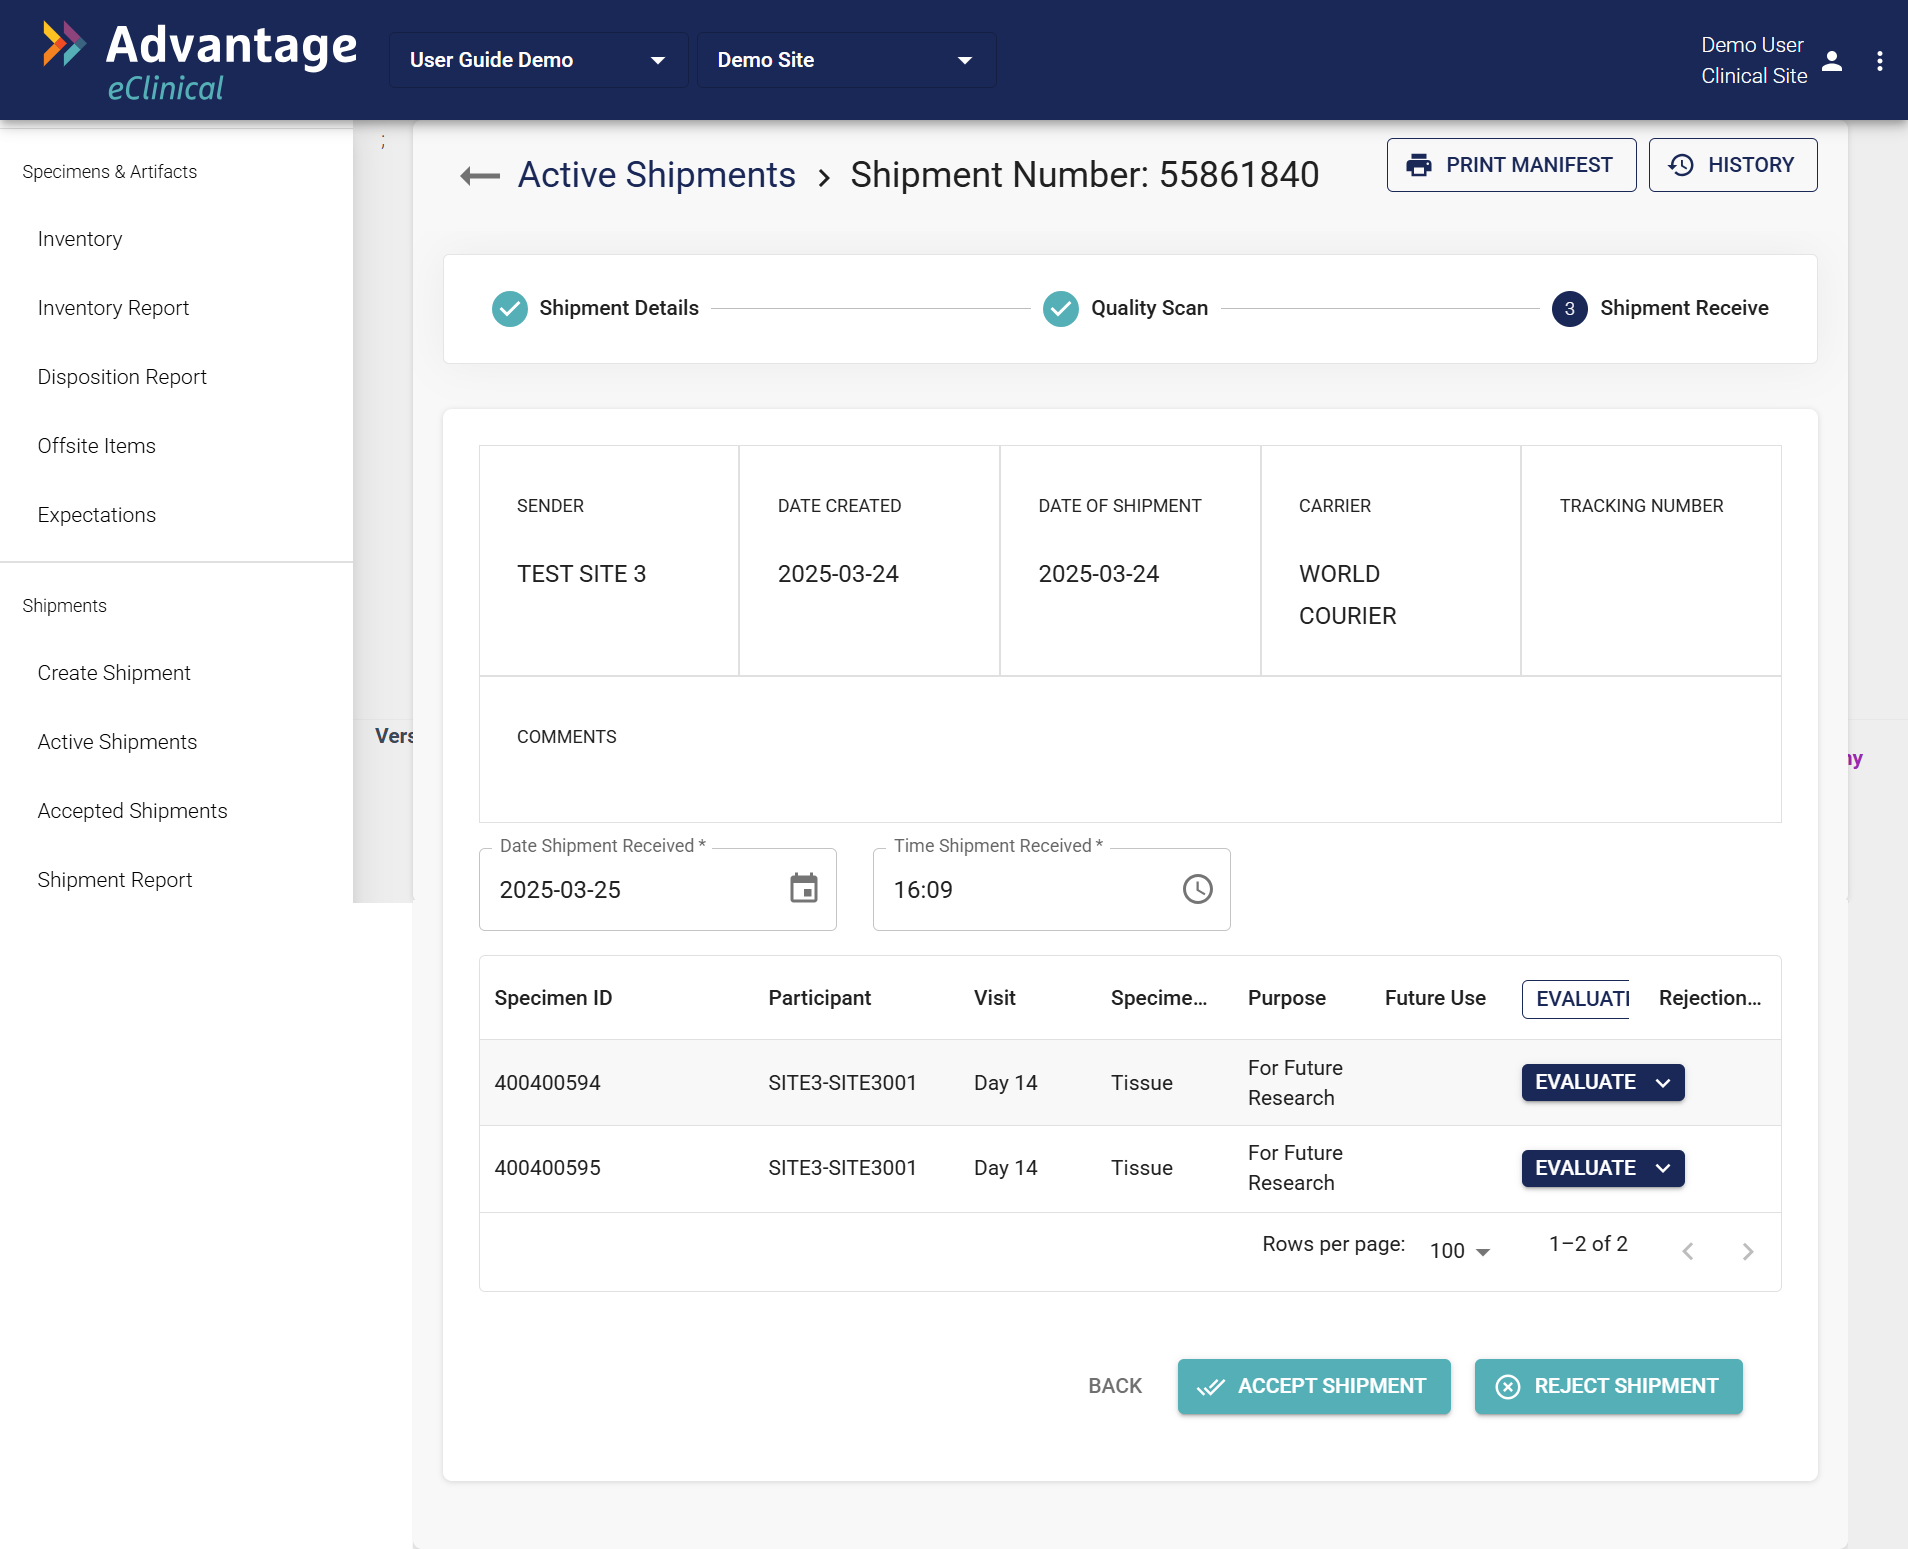 Advantage
eClinical
User Guide Demo
Demo Site
Demo User
Clinical Site
Specimens & Artifacts
Inventory
Inventory Report
Disposition Report
Offsite Items
Expectations
Shipments
Create Shipment
Active Shipments
Accepted Shipments
Shipment Report
;
Active Shipments › Shipment Number: 55861840
PRINT MANIFEST
HISTORY
Shipment Details
Quality Scan
3 Shipment Receive
SENDER
TEST SITE 3
DATE CREATED
2025-03-24
DATE OF SHIPMENT
2025-03-24
CARRIER
WORLD
COURIER
TRACKING NUMBER
COMMENTS
Date Shipment Received *
2025-03-25
Time Shipment Received *
16:09
Specimen ID Participant Visit Specime... Purpose Future Use EVALUATE Rejection...
400400594 SITE3-SITE3001 Day 14 Tissue For Future Research EVALUATE
400400595 SITE3-SITE3001 Day 14 Tissue For Future Research EVALUATE
Rows per page: 100 1–2 of 2
BACK
ACCEPT SHIPMENT
REJECT SHIPMENT